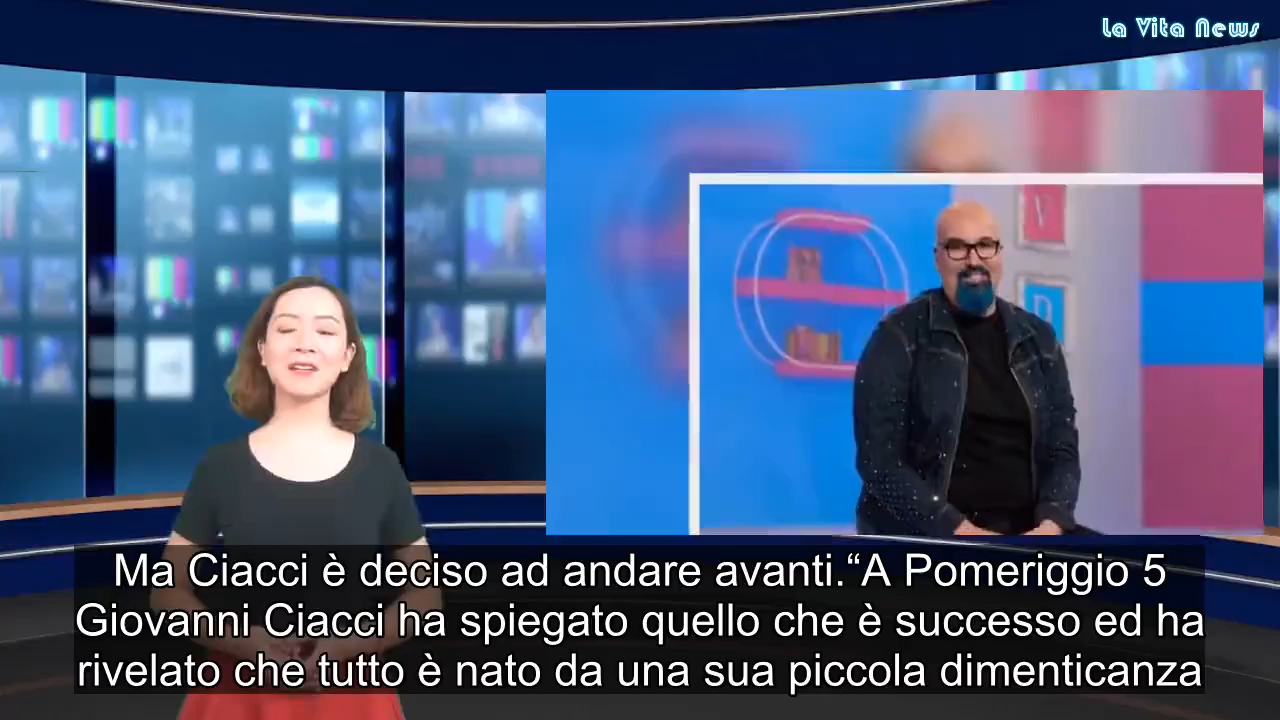 La Vita News
V
D
Ma Ciacci è deciso ad andare avanti.“A Pomeriggio 5
Giovanni Ciacci ha spiegato quello che è successo ed ha
rivelato che tutto è nato da una sua piccola dimenticanza